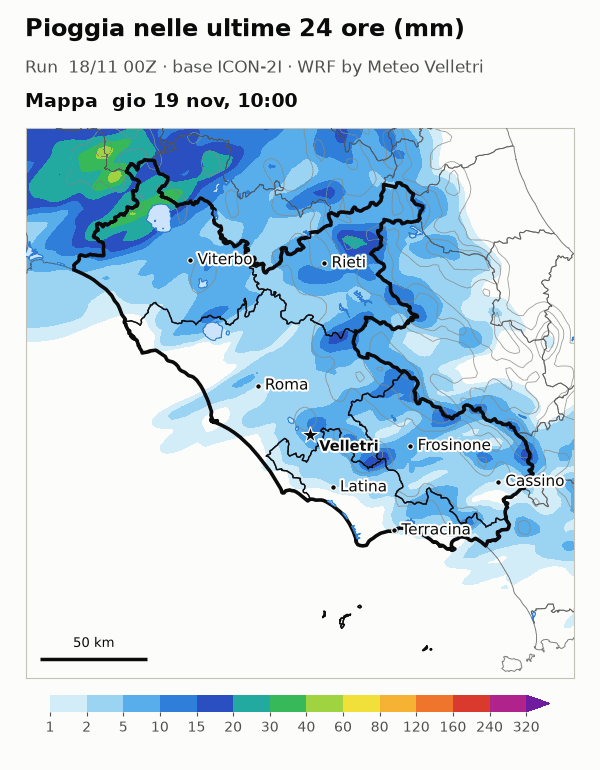 Pioggia nelle ultime 24 ore (mm)
Run 18/11 00Z · base ICON-2I · WRF by Meteo Velletri
Mappa gio 19 nov, 10:00
Viterbo
Rieti
Roma
Velletri
Frosinone
Cassino
Latina
Terracina
50 km
1 2 5 10 15 20 30 40 60 80 120 160 240 320